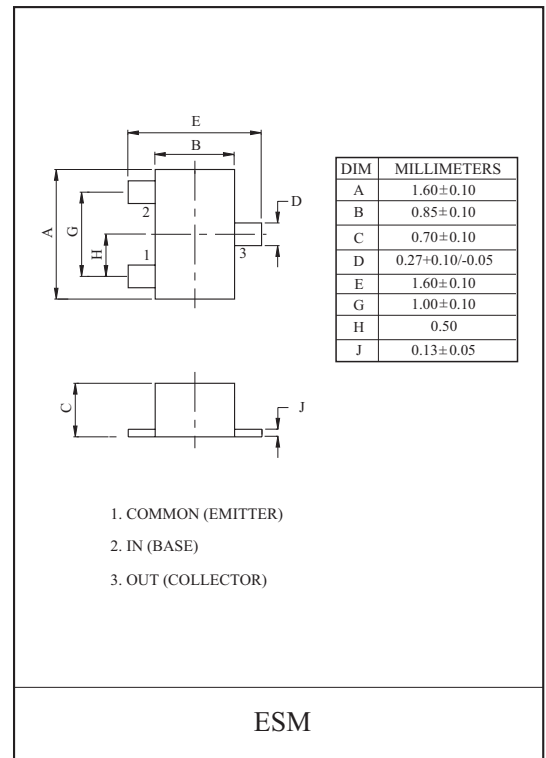 E
B
A
G
H
2
1
D
3
DIM MILLIMETERS
A 1.60±0.10
B 0.85±0.10
C 0.70±0.10
D 0.27+0.10/-0.05
E 1.60±0.10
G 1.00±0.10
H 0.50
J 0.13±0.05
C
J
1. COMMON (EMITTER)
2. IN (BASE)
3. OUT (COLLECTOR)
ESM